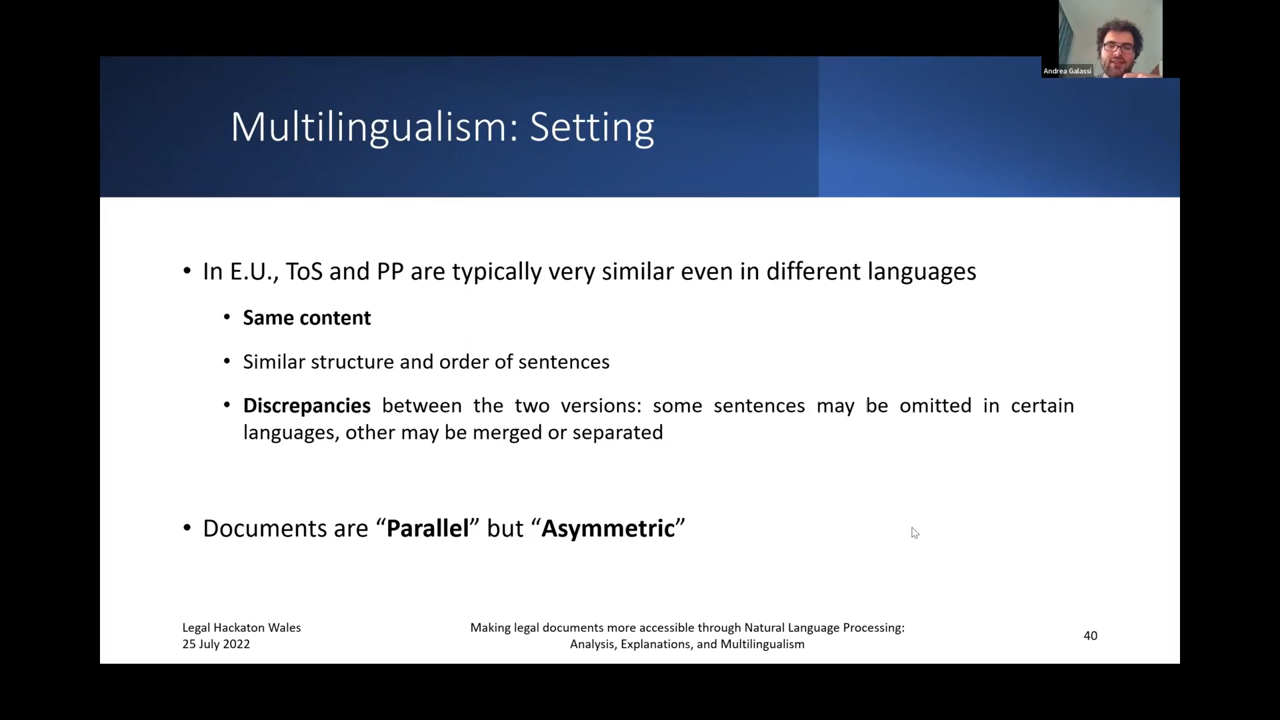 Andrea Galassi
Multilingualism: Setting
• In E.U., ToS and PP are typically very similar even in different languages
• Same content
• Similar structure and order of sentences
• Discrepancies between the two versions: some sentences may be omitted in certain
languages, other may be merged or separated
• Documents are “Parallel” but “Asymmetric”
Legal Hackaton Wales
25 July 2022
Making legal documents more accessible through Natural Language Processing:
Analysis, Explanations, and Multilingualism
40